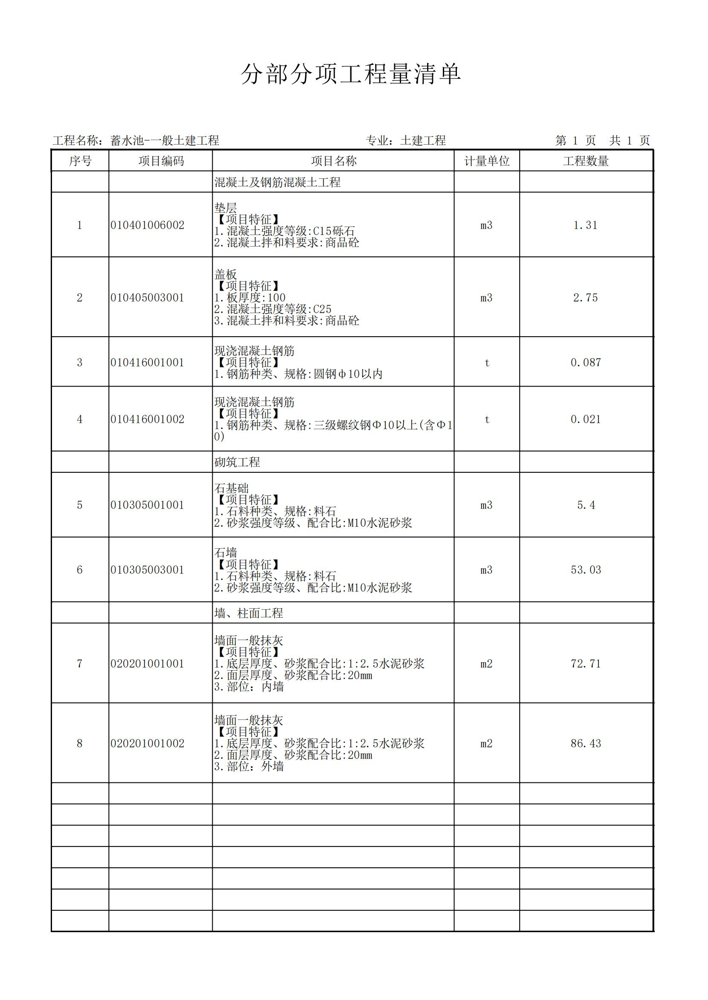 分部分项工程量清单
工程名称：蓄水池-一般土建工程 专业：土建工程 第 1 页 共 1 页
序号 项目编码 项目名称 计量单位 工程数量
混凝土及钢筋混凝土工程
1 010401006002 垫层 m3 1.31
【项目特征】
1.混凝土强度等级:C15砾石
2.混凝土拌和料要求:商品砼
2 010405003001 盖板 m3 2.75
【项目特征】
1.板厚度:100
2.混凝土强度等级:C25
3.混凝土拌和料要求:商品砼
3 010416001001 现浇混凝土钢筋 t 0.087
【项目特征】
1.钢筋种类、规格:圆钢φ10以内
4 010416001002 现浇混凝土钢筋 t 0.021
【项目特征】
1.钢筋种类、规格:三级螺纹钢Φ10以上(含Φ1
0)
砌筑工程
5 010305001001 石基础 m3 5.4
【项目特征】
1.石料种类、规格:料石
2.砂浆强度等级、配合比:M10水泥砂浆
6 010305003001 石墙 m3 53.03
【项目特征】
1.石料种类、规格:料石
2.砂浆强度等级、配合比:M10水泥砂浆
墙、柱面工程
7 020201001001 墙面一般抹灰 m2 72.71
【项目特征】
1.底层厚度、砂浆配合比:1:2.5水泥砂浆
2.面层厚度、砂浆配合比:20mm
3.部位：内墙
8 020201001002 墙面一般抹灰 m2 86.43
【项目特征】
1.底层厚度、砂浆配合比:1:2.5水泥砂浆
2.面层厚度、砂浆配合比:20mm
3.部位：外墙